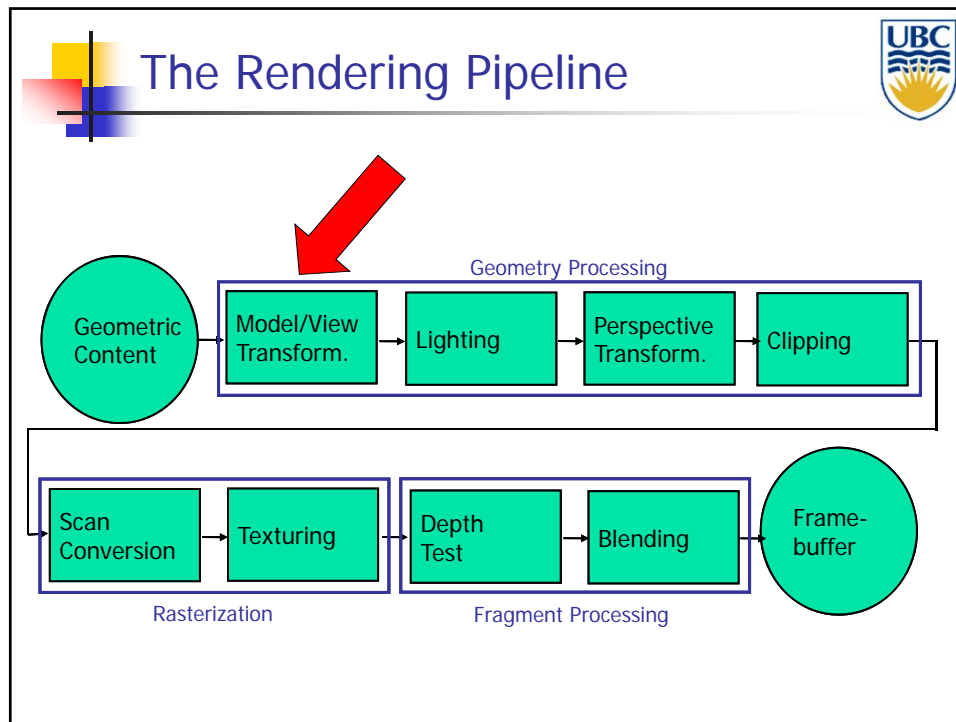 The Rendering Pipeline
UBC
Geometry Processing
Geometric
Content
Model/View
Transform.
Lighting
Perspective
Transform.
Clipping
Scan
Conversion
Texturing
Depth
Test
Blending
Frame-
buffer
Rasterization
Fragment Processing